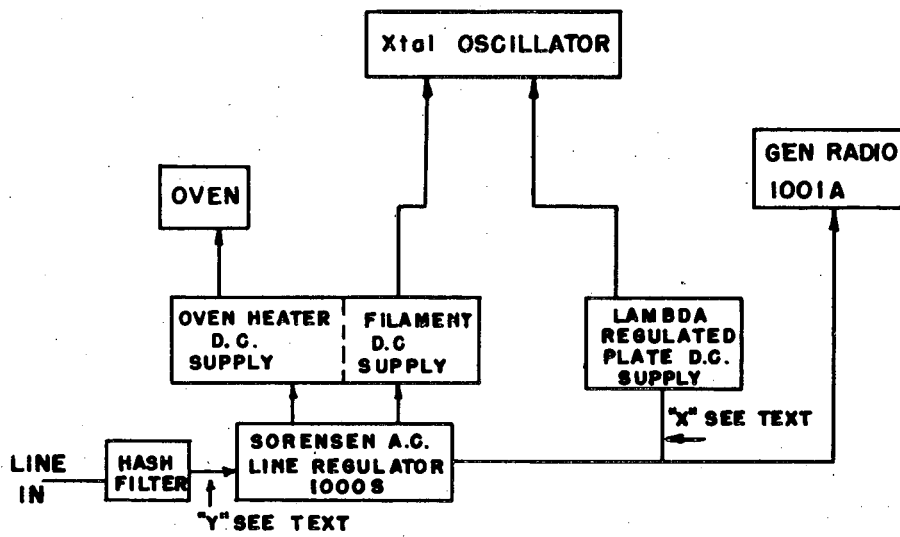 Xtal OSCILLATOR
GEN RADIO
1001A
OVEN
OVEN HEATER
D.C.
SUPPLY
FILAMENT
D.C
SUPPLY
LAMBDA
REGULATED
PLATE D.C.
SUPPLY
"X" SEE TEXT
SORENSEN A.C.
LINE REGULATOR
1000S
HASH
FILTER
LINE
IN
"Y" SEE TEXT